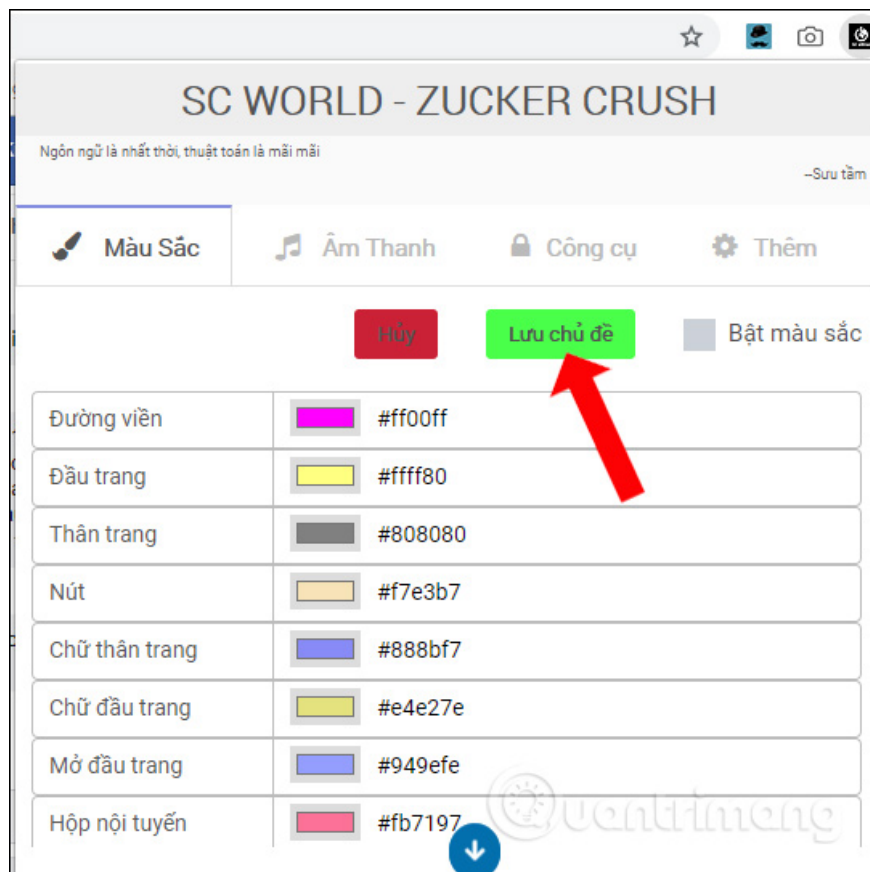 SC WORLD - ZUCKER CRUSH
Ngôn ngữ là nhất thời, thuật toán là mãi mãi
--Sưu tầm
Màu Sắc Âm Thanh Công cụ Thêm
Hủy Lưu chủ đề Bật màu sắc
Đường viền #ff00ff
Đầu trang #ffff80
Thân trang #808080
Nút #f7e3b7
Chữ thân trang #888bf7
Chữ đầu trang #e4e27e
Mở đầu trang #949efe
Hộp nội tuyến #fb7197
Quantrimang